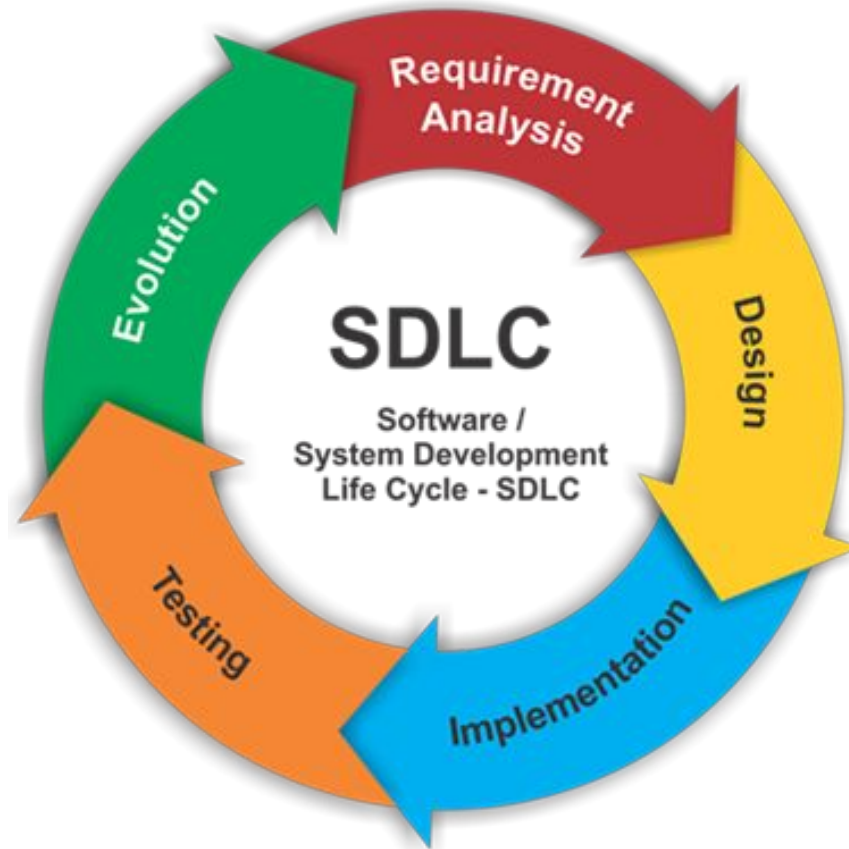 Requirement
Analysis
Design
Implementation
Testing
Evolution
SDLC
Software /
System Development
Life Cycle - SDLC